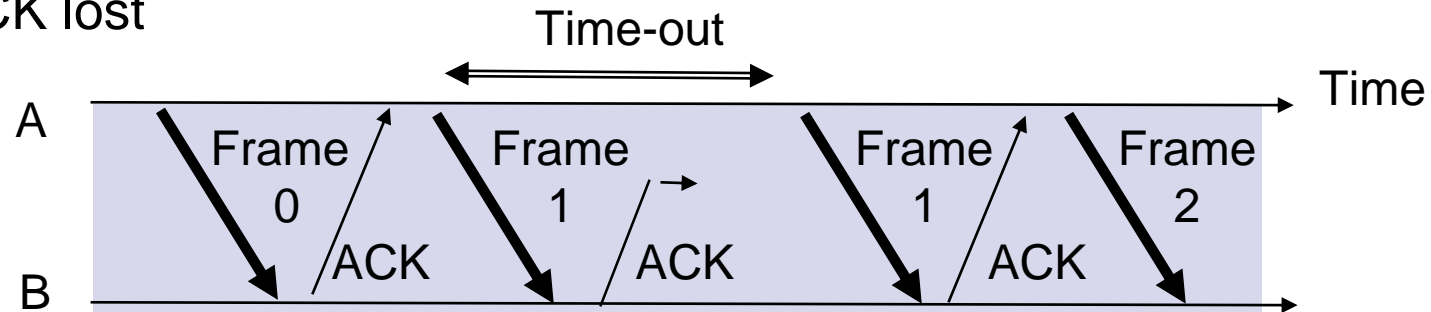 CK lost
Time-out
Time
A
Frame Frame Frame Frame
0 1 1 2
ACK ACK ACK
B